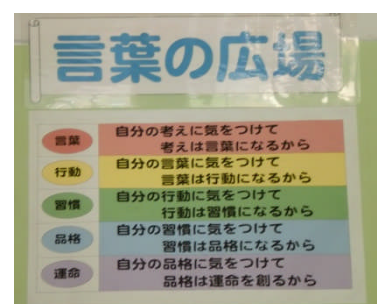 言葉の広場
言葉
自分の考えに気をつけて
考えは言葉になるから
行動
自分の言葉に気をつけて
言葉は行動になるから
習慣
自分の行動に気をつけて
行動は習慣になるから
品格
自分の習慣に気をつけて
習慣は品格になるから
運命
自分の品格に気をつけて
品格は運命を創るから